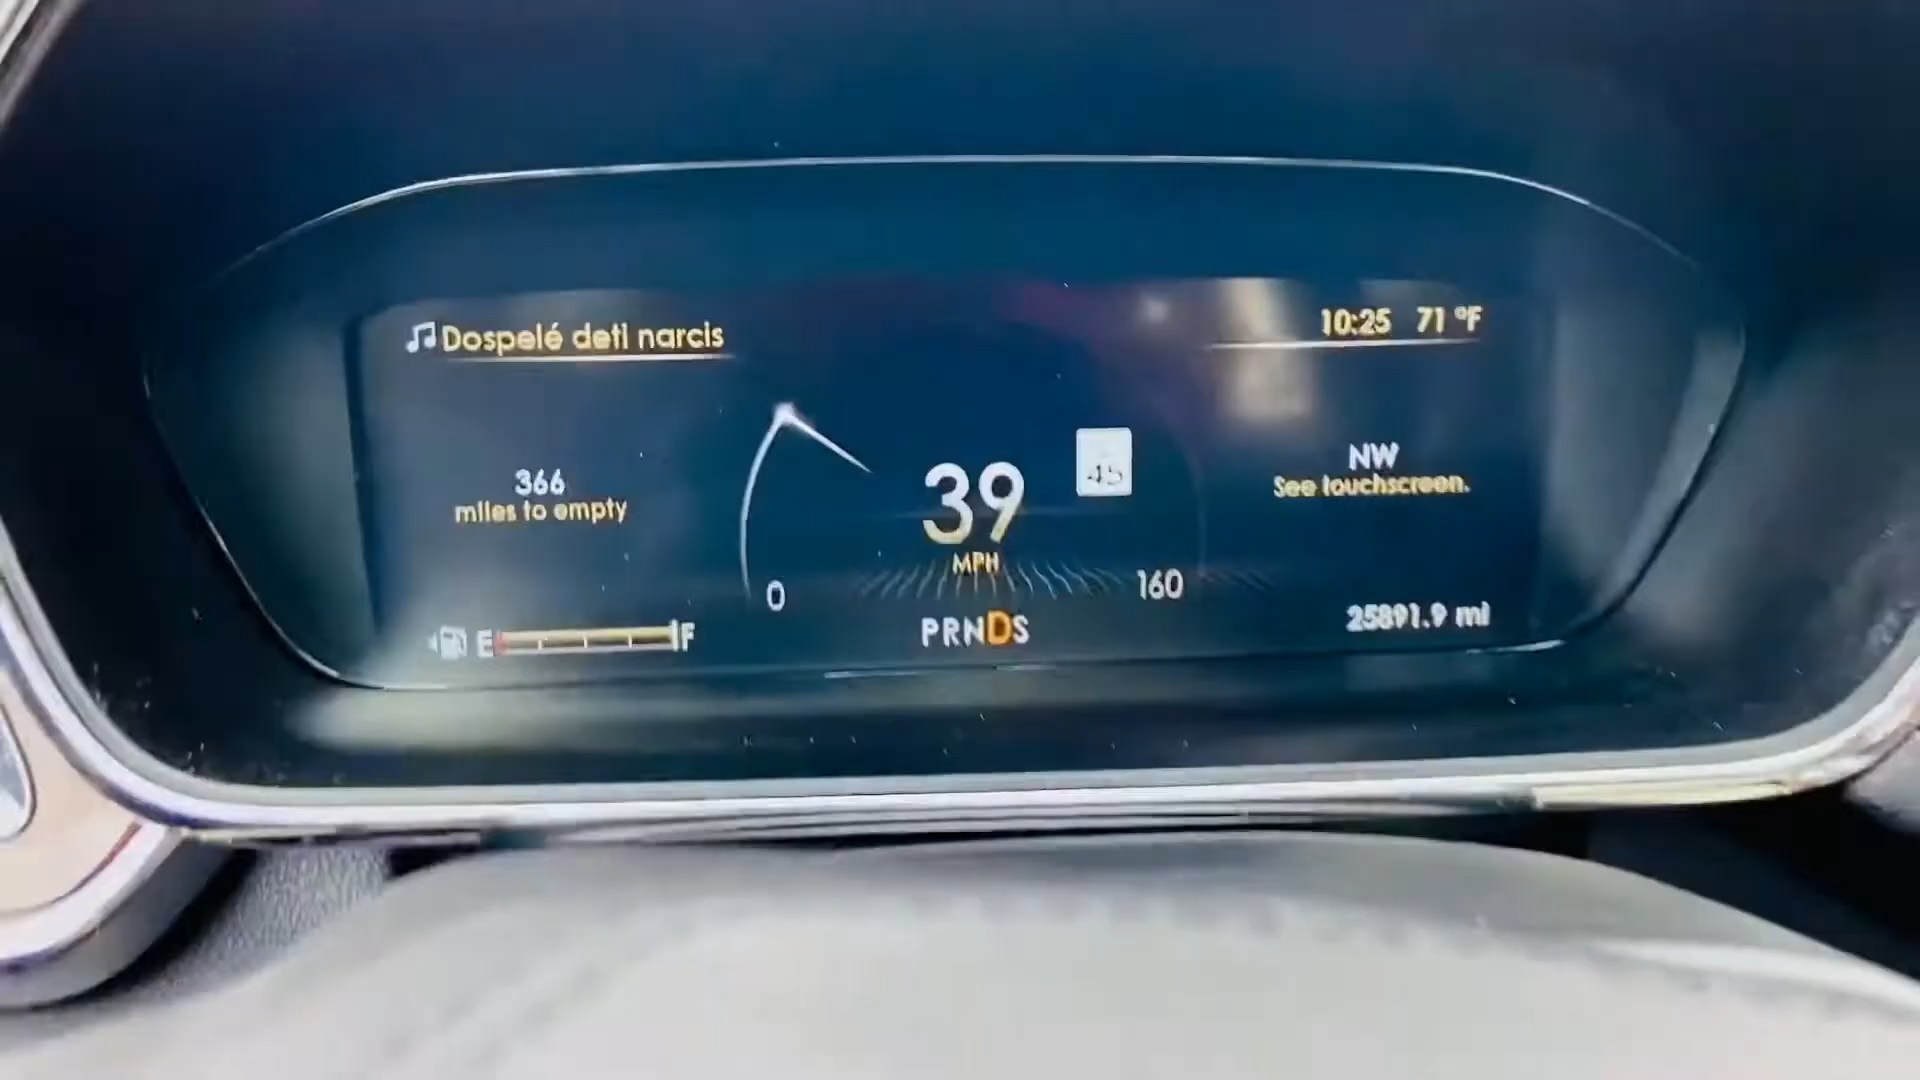 Dospelé deti narcis
10:25 71 °F
366
miles to empty
39
MPH
45
NW
See touchscreen.
0
160
E F
PRNDS
25891.9 mi